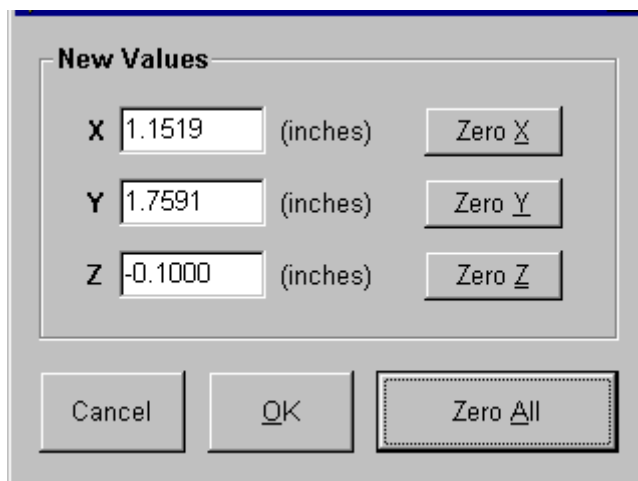 New Values
X 1.1519 (inches) Zero X
Y 1.7591 (inches) Zero Y
Z -0.1000 (inches) Zero Z
Cancel OK Zero All